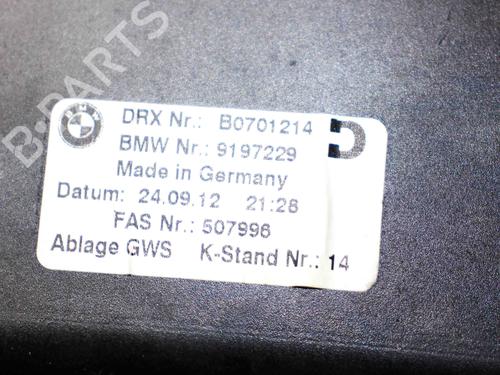 B-PARTS
BMW
DRX Nr.: B0701214 D
BMW Nr.: 9197229
Made in Germany
Datum: 24.09.12 21:26
FAS Nr.: 507996
Ablage GWS K-Stand Nr.: 14